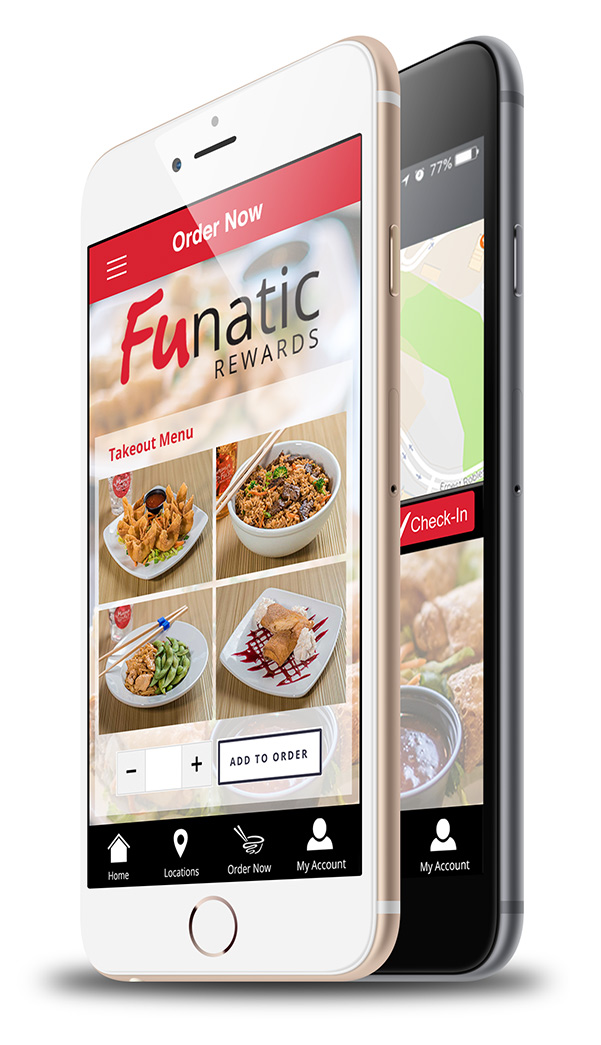 Order Now
Funatic
REWARDS
Takeout Menu
-
+
ADD TO ORDER
Home
Locations
Order Now
My Account
77%
Check-In
My Account